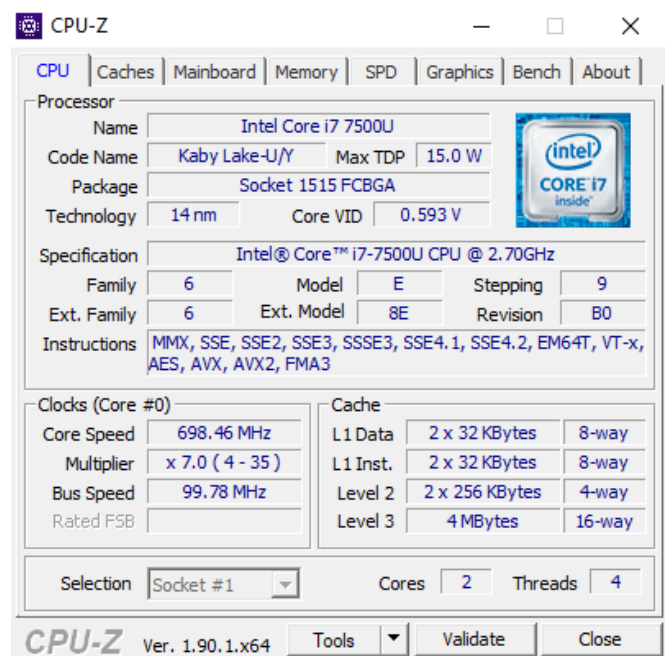 CPU-Z
CPU Caches Mainboard Memory SPD Graphics Bench About
Processor
Name Intel Core i7 7500U
Code Name Kaby Lake-U/Y Max TDP 15.0 W
Package Socket 1515 FCBGA
Technology 14 nm Core VID 0.593 V
(intel)
CORE i7
inside™
Specification Intel® Core™ i7-7500U CPU @ 2.70GHz
Family 6 Model E Stepping 9
Ext. Family 6 Ext. Model 8E Revision B0
Instructions MMX, SSE, SSE2, SSE3, SSSE3, SSE4.1, SSE4.2, EM64T, VT-x,
AES, AVX, AVX2, FMA3
Clocks (Core #0)
Core Speed 698.46 MHz
Multiplier x 7.0 ( 4 - 35 )
Bus Speed 99.78 MHz
Rated FSB
Cache
L1 Data 2 x 32 KBytes 8-way
L1 Inst. 2 x 32 KBytes 8-way
Level 2 2 x 256 KBytes 4-way
Level 3 4 MBytes 16-way
Selection Socket #1 Cores 2 Threads 4
CPU-Z Ver. 1.90.1.x64 Tools Validate Close